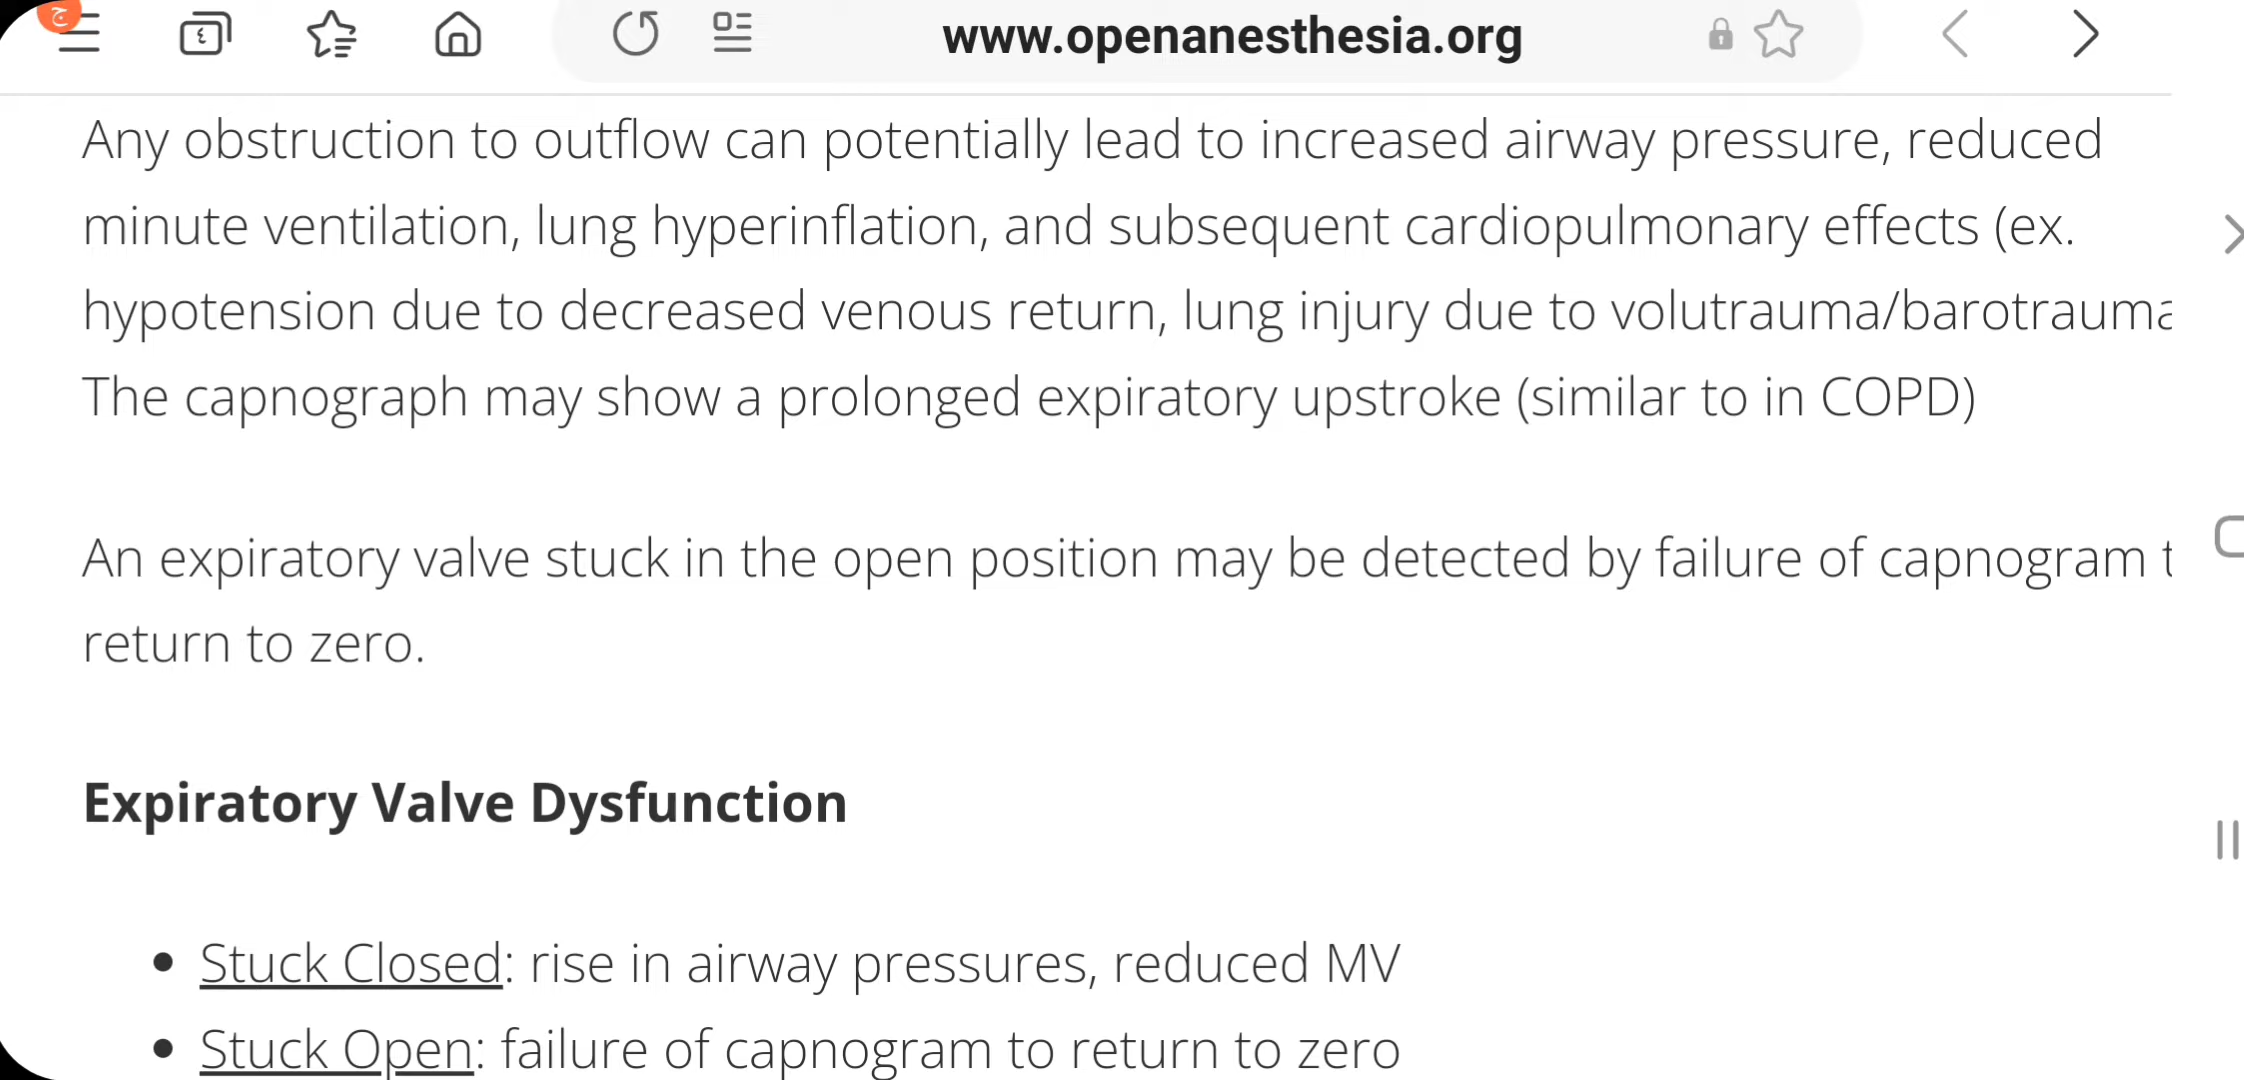 ج
٤
www.openanesthesia.org
Any obstruction to outflow can potentially lead to increased airway pressure, reduced
minute ventilation, lung hyperinflation, and subsequent cardiopulmonary effects (ex.
hypotension due to decreased venous return, lung injury due to volutrauma/barotrauma
The capnograph may show a prolonged expiratory upstroke (similar to in COPD)
An expiratory valve stuck in the open position may be detected by failure of capnogram t
return to zero.
Expiratory Valve Dysfunction
• Stuck Closed: rise in airway pressures, reduced MV
• Stuck Open: failure of capnogram to return to zero